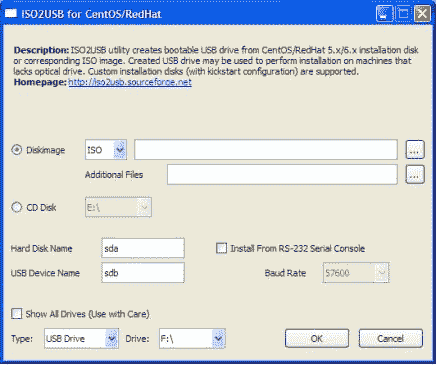 ISO2USB for CentOS/RedHat
Description: ISO2USB utility creates bootable USB drive from CentOS/RedHat 5.x/6.x installation disk
or corresponding ISO image. Created USB drive may be used to perform installation on machines that
lacks optical drive. Custom installation disks (with kickstart configuration) are supported.
Homepage: http://iso2usb.sourceforge.net
Diskimage ISO ...
Additional Files ...
CD Disk E:\
Hard Disk Name sda Install From RS-232 Serial Console
USB Device Name sdb Baud Rate 57600
Show All Drives (Use with Care)
Type: USB Drive Drive: F:\ OK Cancel